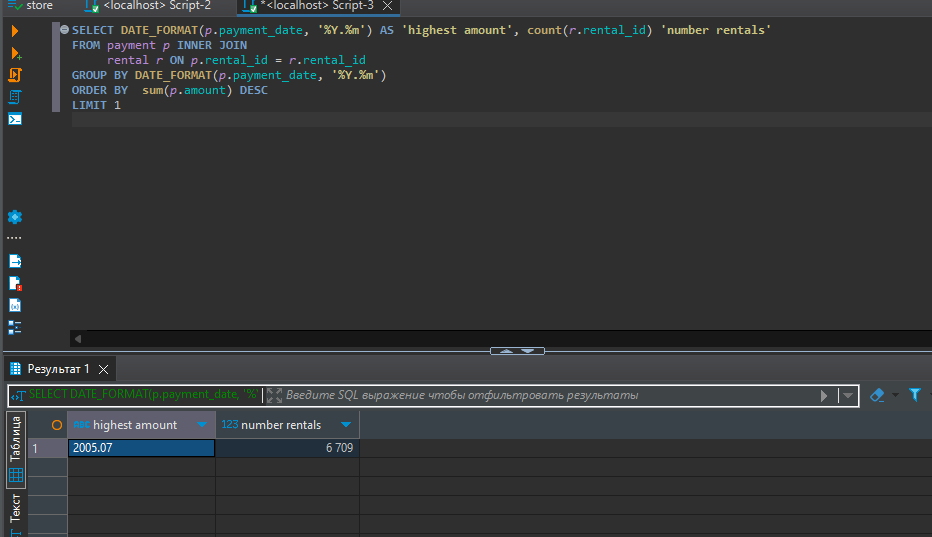 store
<localhost> Script-2
*<localhost> Script-3
SELECT DATE_FORMAT(p.payment_date, '%Y.%m') AS 'highest amount', count(r.rental_id) 'number rentals'
FROM payment p INNER JOIN
rental r ON p.rental_id = r.rental_id
GROUP BY DATE_FORMAT(p.payment_date, '%Y.%m')
ORDER BY sum(p.amount) DESC
LIMIT 1
Результат 1
SELECT DATE_FORMAT(p.payment_date, '%'
Введите SQL выражение чтобы отфильтровать результаты
Таблица
Текст
highest amount
123 number rentals
1
2005.07
6 709